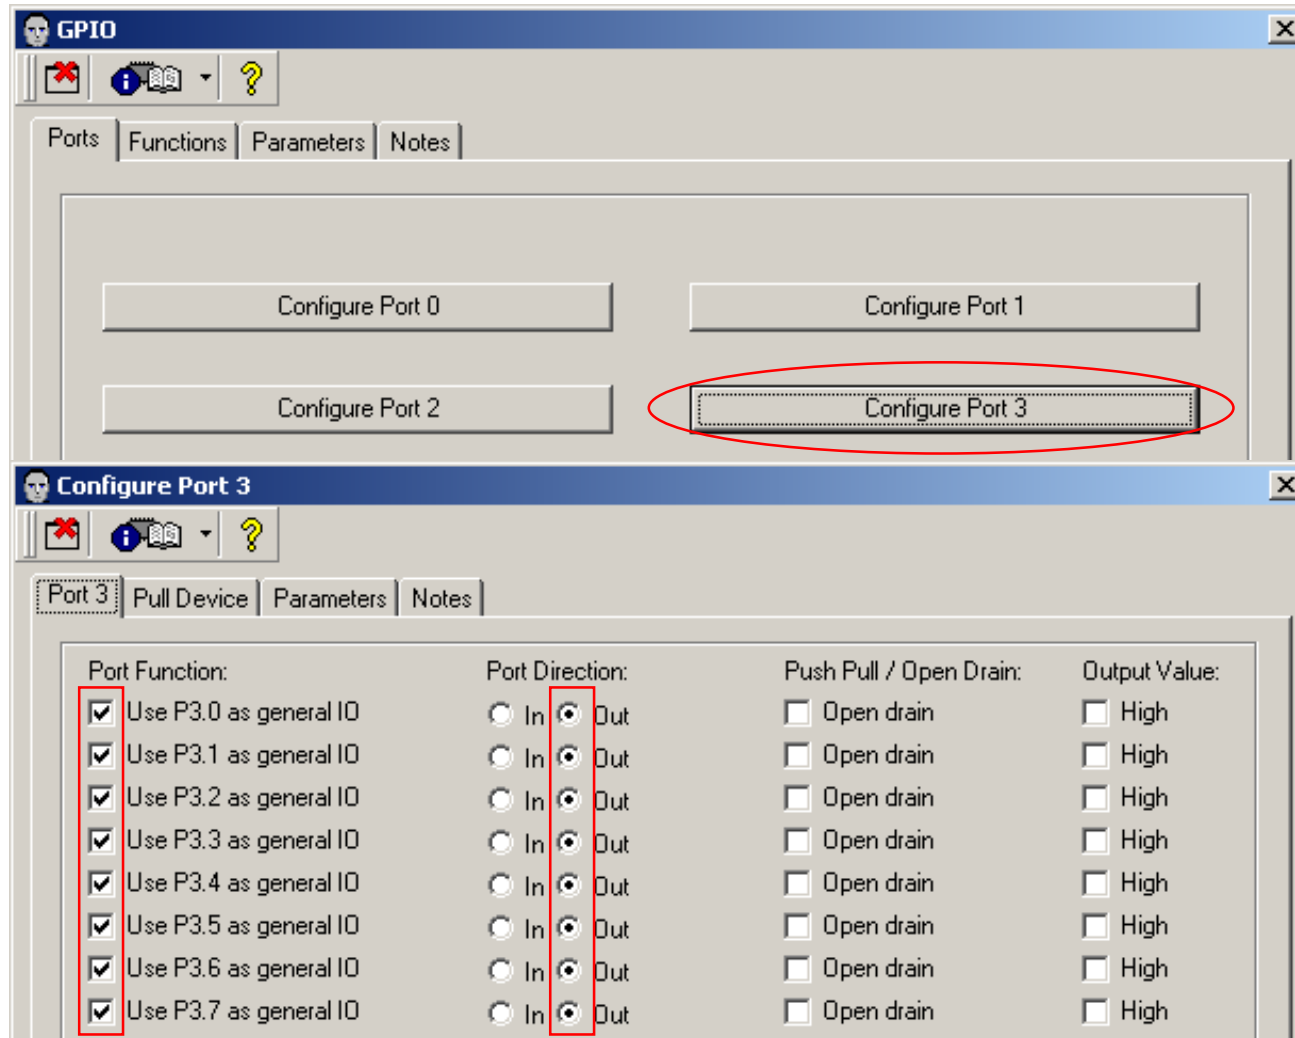 GPIO
Ports Functions Parameters Notes
Configure Port 0 Configure Port 1
Configure Port 2 Configure Port 3
Configure Port 3
Port 3 Pull Device Parameters Notes
Port Function: Port Direction: Push Pull / Open Drain: Output Value:
Use P3.0 as general IO In Out Open drain High
Use P3.1 as general IO In Out Open drain High
Use P3.2 as general IO In Out Open drain High
Use P3.3 as general IO In Out Open drain High
Use P3.4 as general IO In Out Open drain High
Use P3.5 as general IO In Out Open drain High
Use P3.6 as general IO In Out Open drain High
Use P3.7 as general IO In Out Open drain High